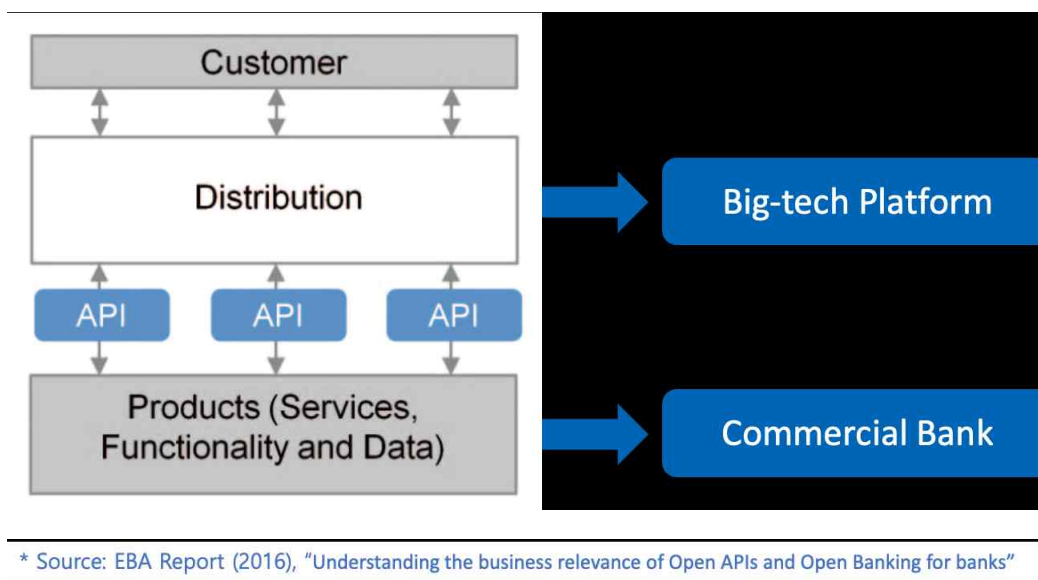 Customer
Distribution
Big-tech Platform
API
API
API
Products (Services,
Functionality and Data)
Commercial Bank
* Source: EBA Report (2016), “Understanding the business relevance of Open APIs and Open Banking for banks”